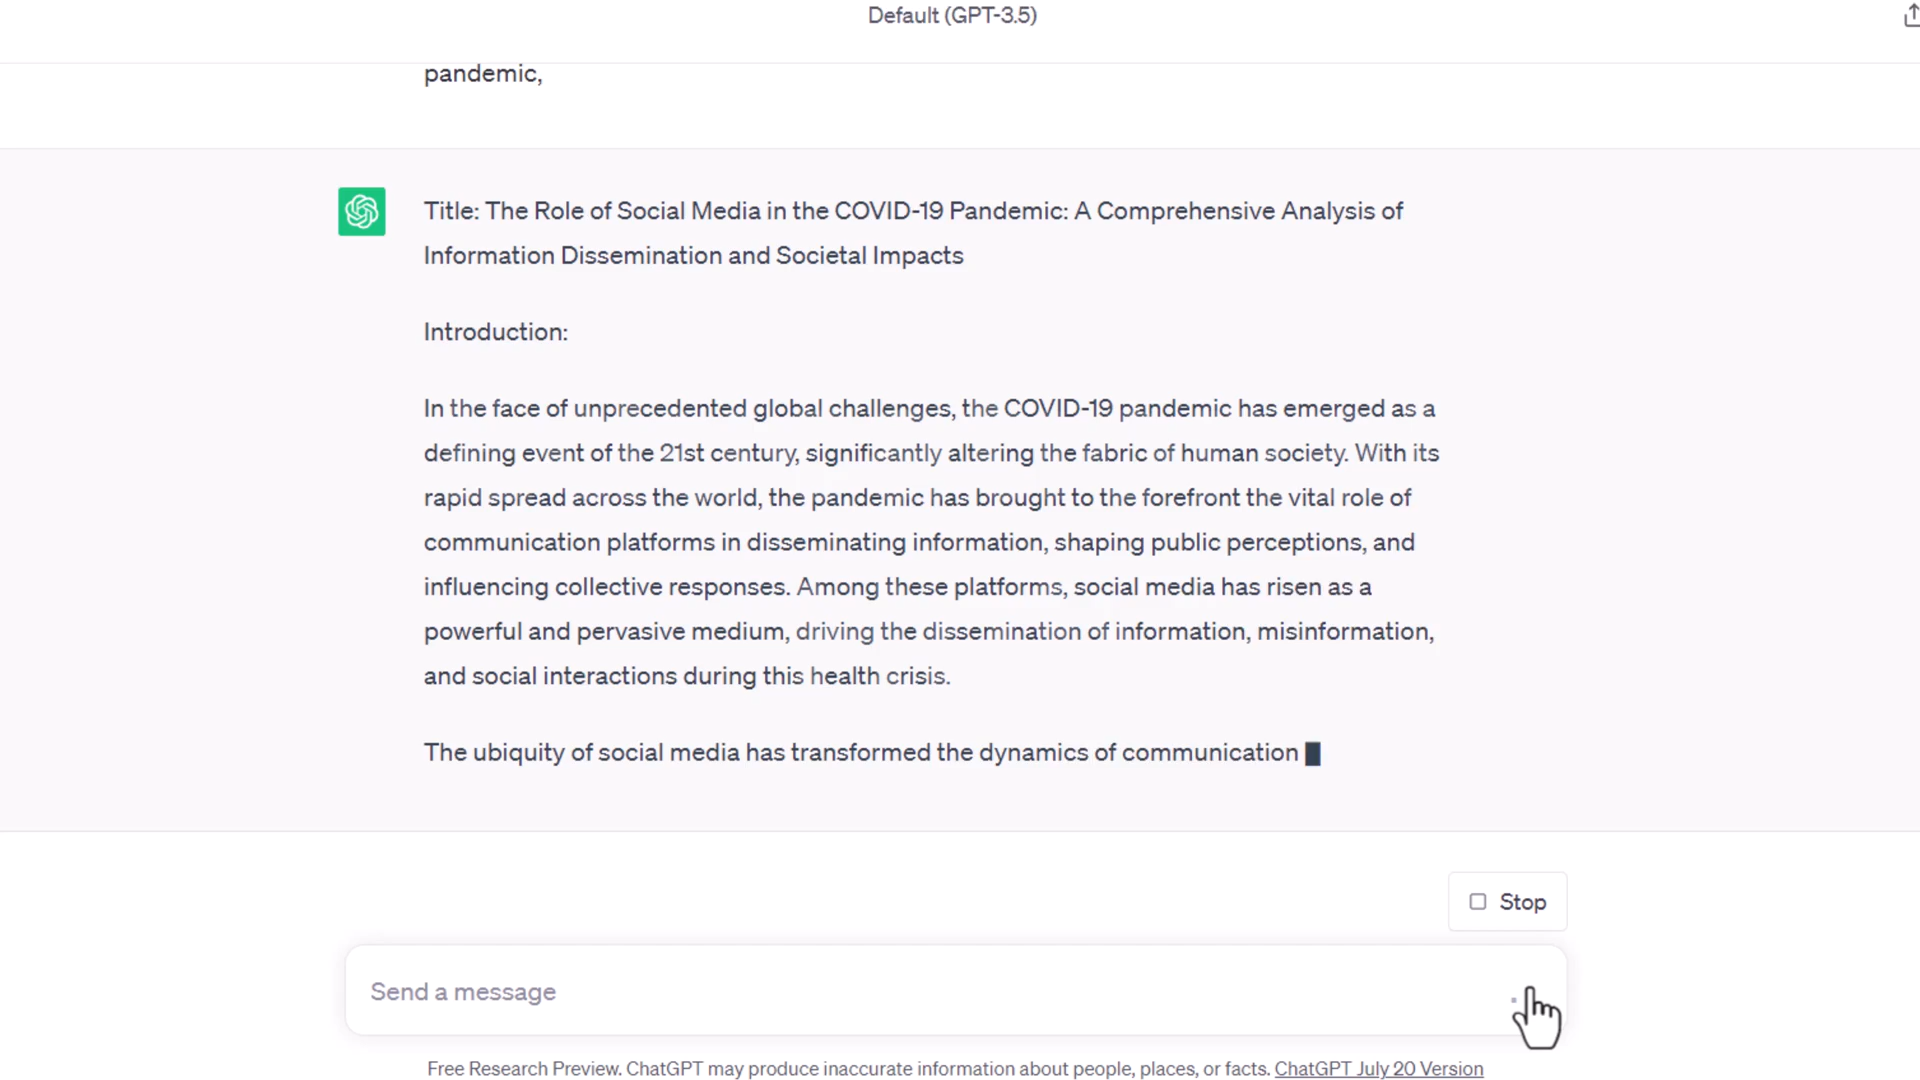 Default (GPT-3.5)
pandemic,
Title: The Role of Social Media in the COVID-19 Pandemic: A Comprehensive Analysis of
Information Dissemination and Societal Impacts
Introduction:
In the face of unprecedented global challenges, the COVID-19 pandemic has emerged as a
defining event of the 21st century, significantly altering the fabric of human society. With its
rapid spread across the world, the pandemic has brought to the forefront the vital role of
communication platforms in disseminating information, shaping public perceptions, and
influencing collective responses. Among these platforms, social media has risen as a
powerful and pervasive medium, driving the dissemination of information, misinformation,
and social interactions during this health crisis.
The ubiquity of social media has transformed the dynamics of communication
Stop
Send a message
Free Research Preview. ChatGPT may produce inaccurate information about people, places, or facts. ChatGPT July 20 Version